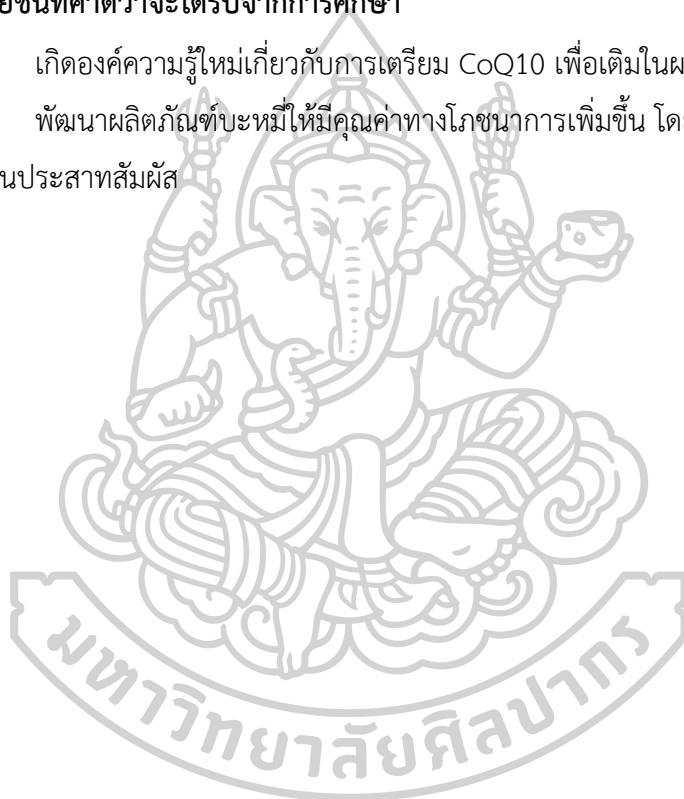 ยชน์ที่คาดว่าจะได้รับจากการศึกษา
เกิดองค์ความรู้ใหม่เกี่ยวกับการเตรียม CoQ10 เพื่อเติมในผ
พัฒนาผลิตภัณฑ์บะหมี่ให้มีคุณค่าทางโภชนาการเพิ่มขึ้น โด
นประสาทสัมผัส
มหาวิทยาลัยศิลปากร